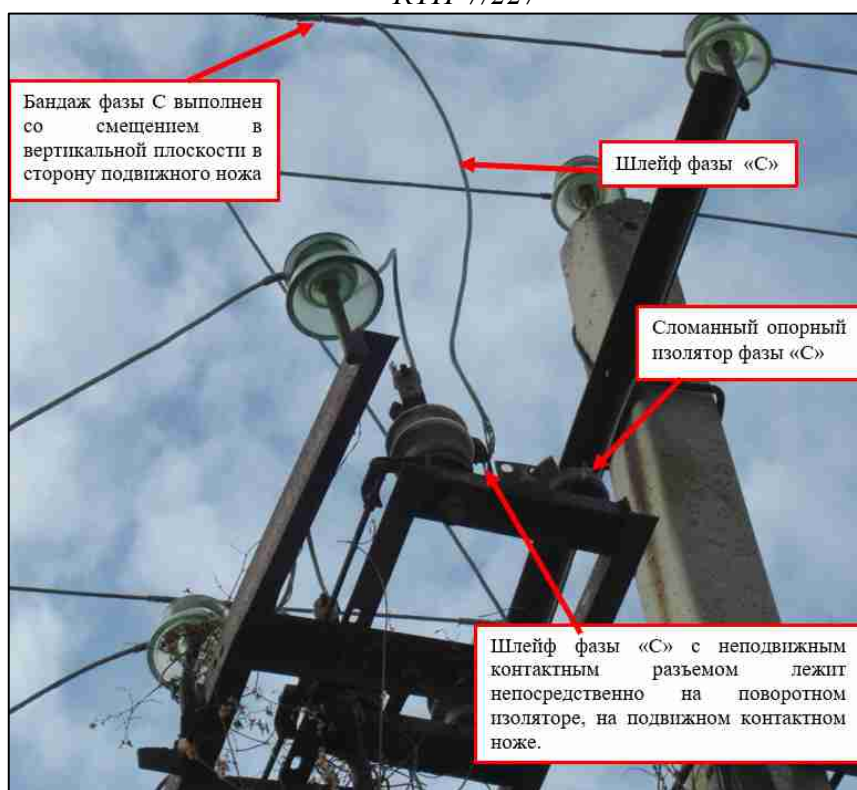 Бандаж фазы С выполнен
со смещением в
вертикальной плоскости в
сторону подвижного ножа
Шлейф фазы «С»
Сломанный опорный
изолятор фазы «С»
Шлейф фазы «С» с неподвижным
контактным разъемом лежит
непосредственно на поворотном
изоляторе, на подвижном контактном
ноже.